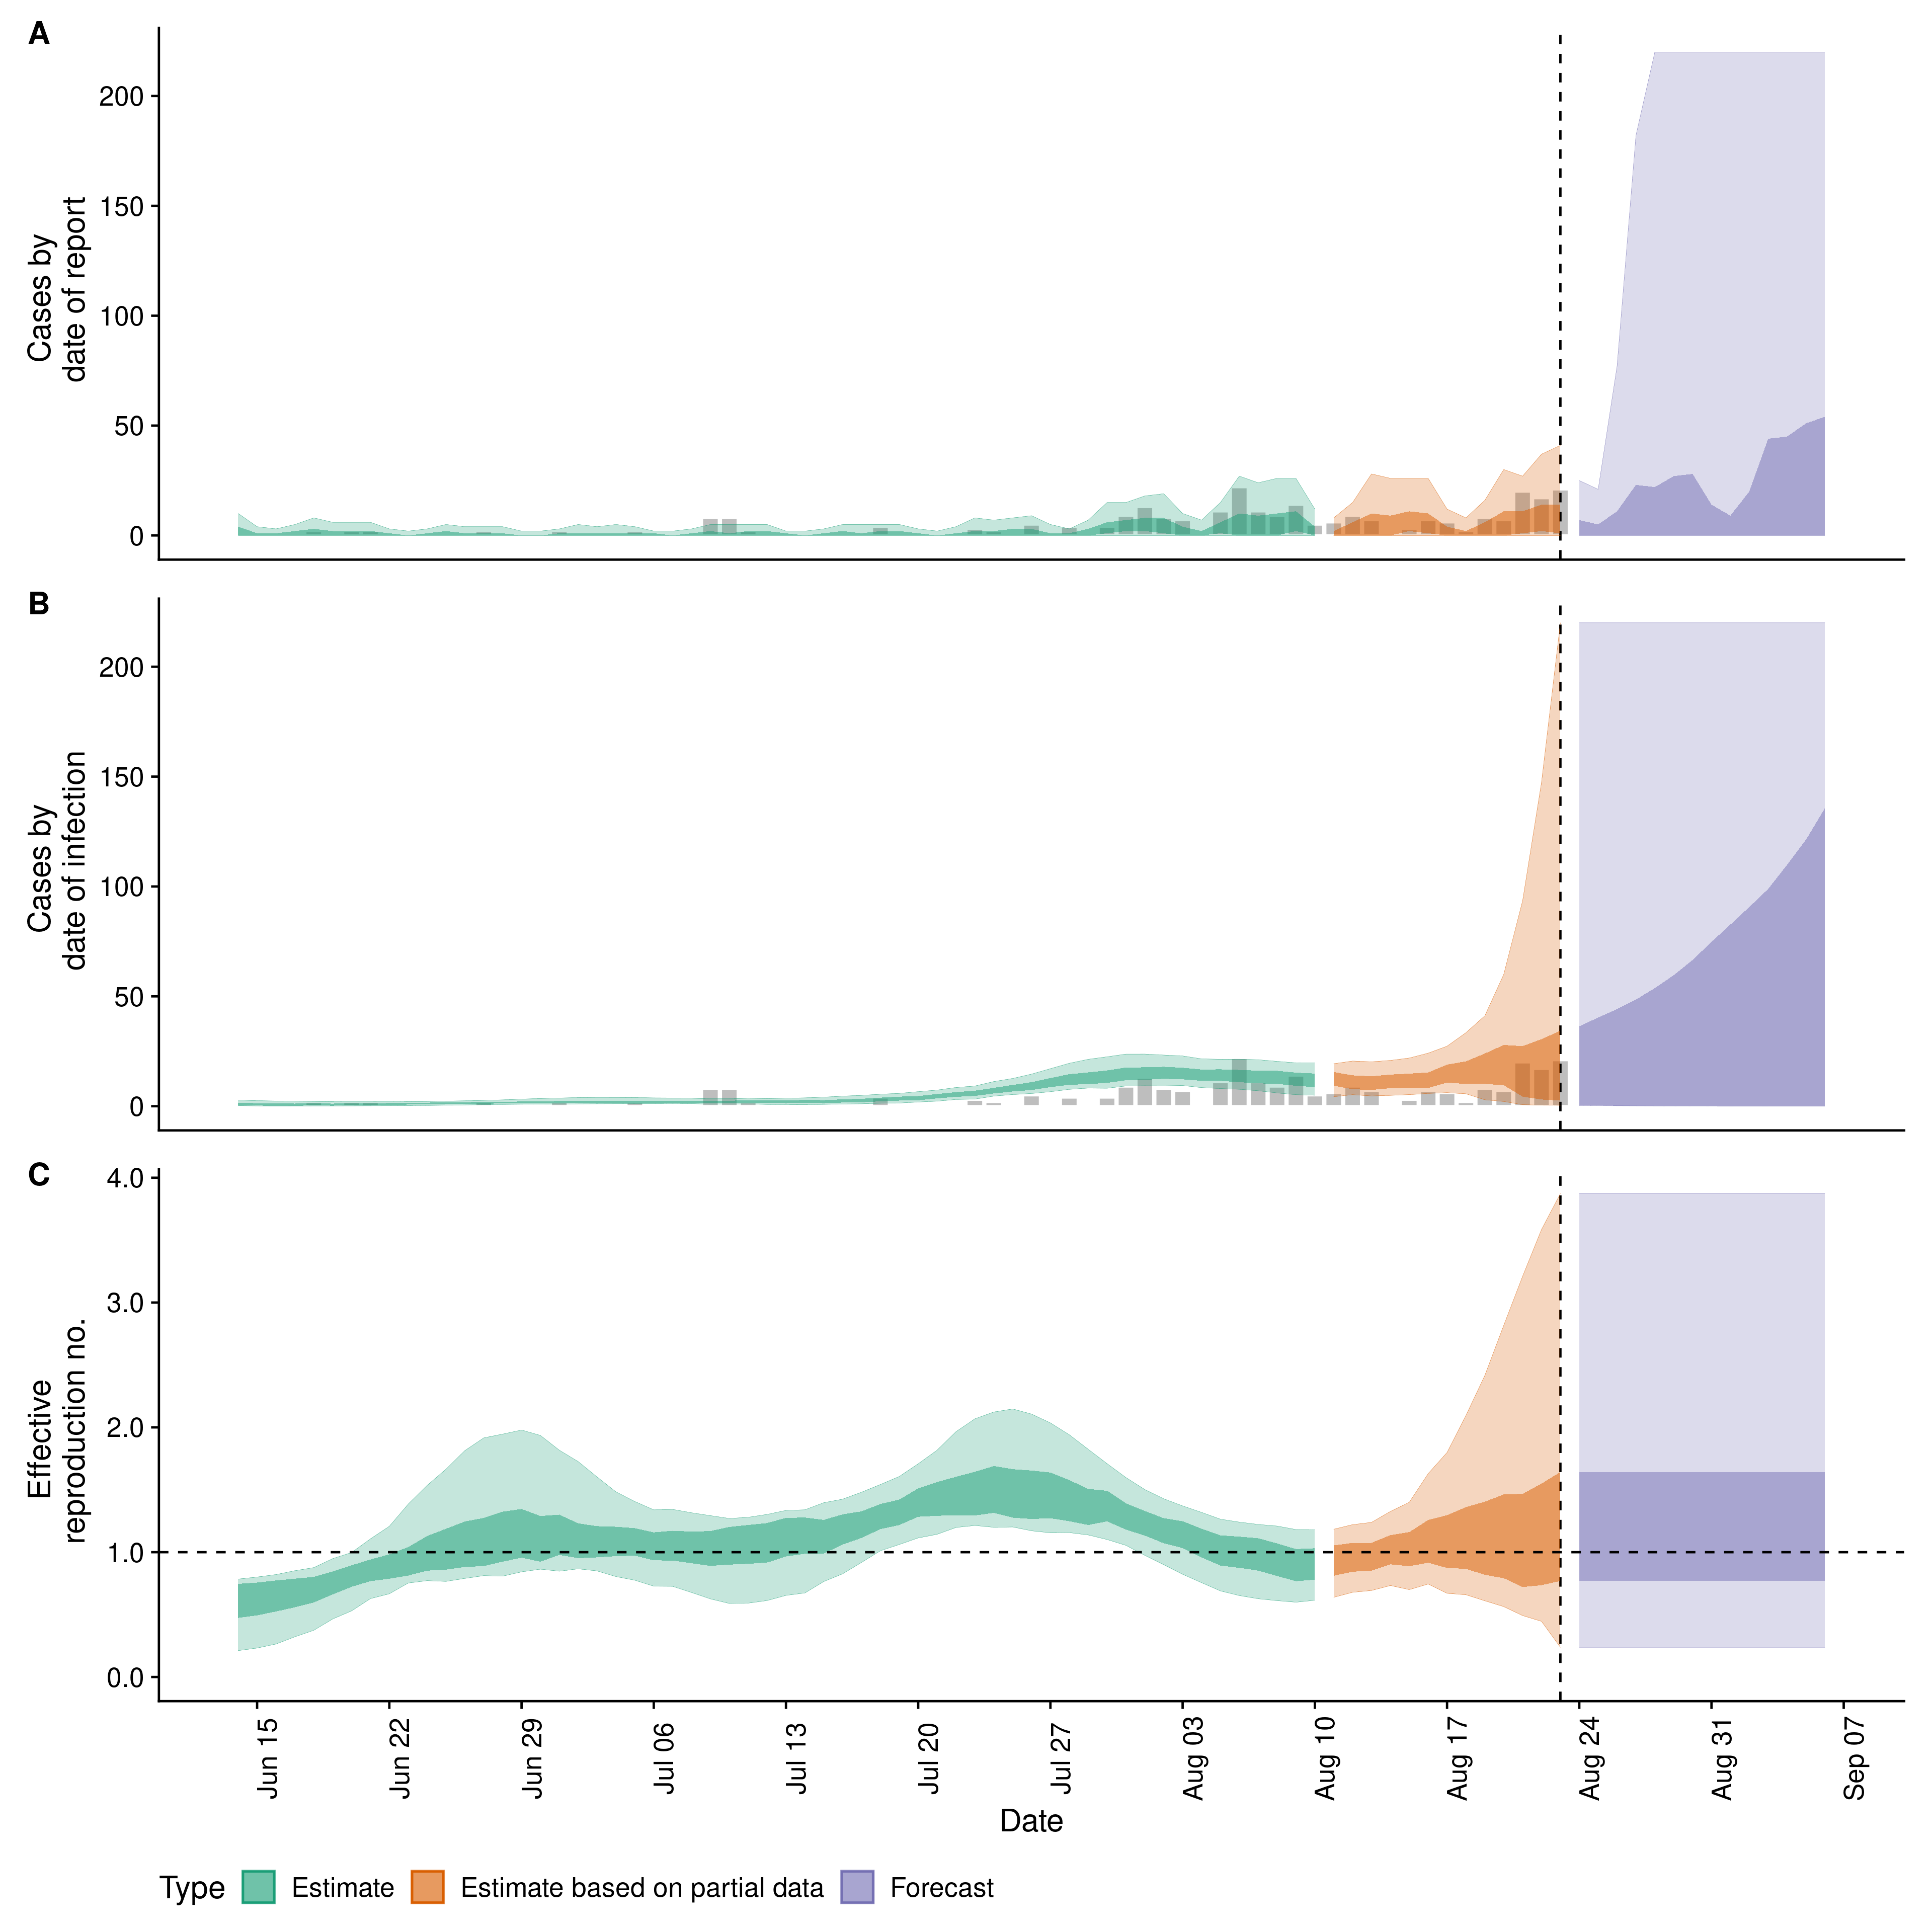 A
Cases by
date of report
200
150
100
50
0
B
Cases by
date of infection
200
150
100
50
0
C
Effective
reproduction no.
4.0
3.0
2.0
1.0
0.0
Jun 15
Jun 22
Jun 29
Jul 06
Jul 13
Jul 20
Jul 27
Aug 03
Aug 10
Aug 17
Aug 24
Aug 31
Sep 07
Date
Type Estimate Estimate based on partial data Forecast